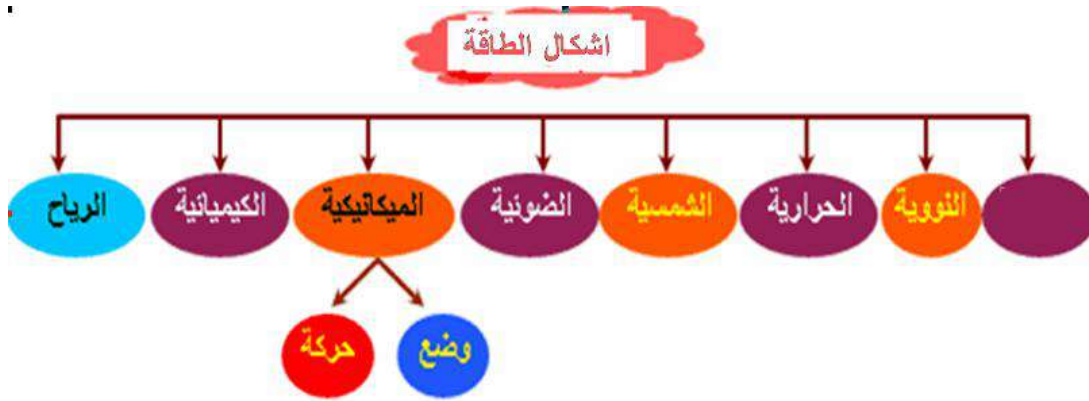 اشكال الطاقة
النووية
الحرارية
الشمسية
الضوئية
الميكانيكية
الكيميائية
الرياح
وضع
حركة